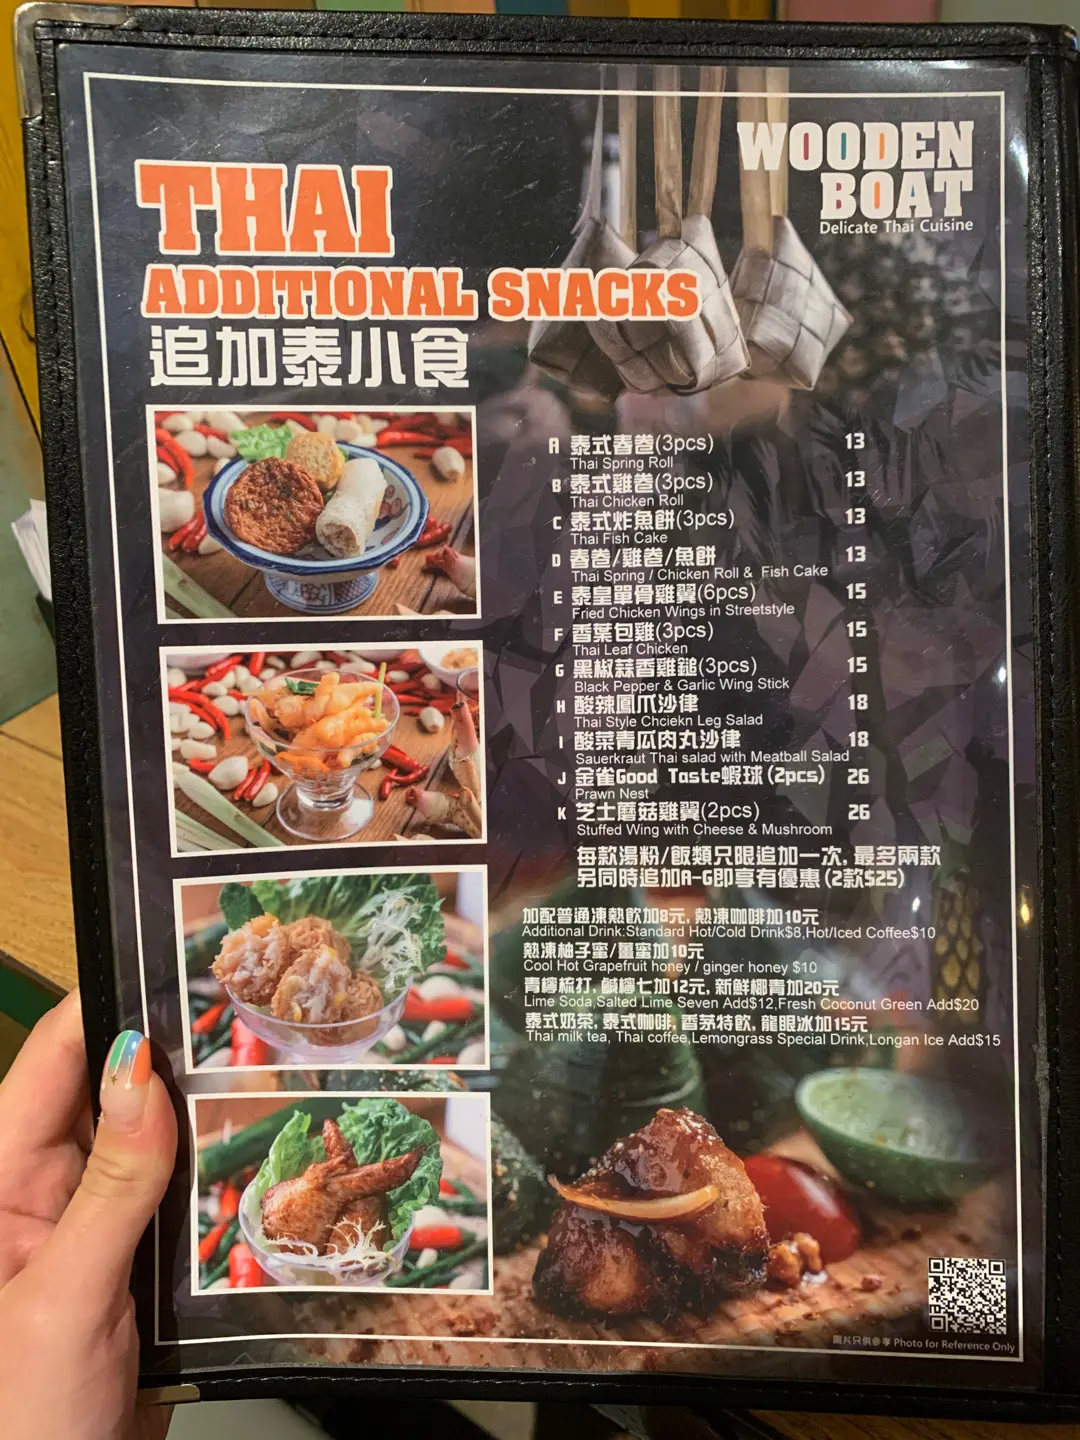 WOODEN
BOAT
Delicate Thai Cuisine
THAI
ADDITIONAL SNACKS
追加泰小食
A 泰式春卷(3pcs) 13
Thai Spring Roll
B 泰式雞卷(3pcs) 13
Thai Chicken Roll
C 泰式炸魚餅(3pcs) 13
Thai Fish Cake
D 春卷/雞卷/魚餅 13
Thai Spring / Chicken Roll & Fish Cake
E 泰皇單骨雞翼(6pcs) 15
Fried Chicken Wings in Streetstyle
F 香葉包雞(3pcs) 15
Thai Leaf Chicken
G 黑椒蒜香雞鎚(3pcs) 15
Black Pepper & Garlic Wing Stick
H 酸辣鳳爪沙律 18
Thai Style Chciekn Leg Salad
I 酸菜青瓜肉丸沙律 18
Sauerkraut Thai salad with Meatball Salad
J 金雀Good Taste蝦球(2pcs) 26
Prawn Nest
K 芝士蘑菇雞翼(2pcs) 26
Stuffed Wing with Cheese & Mushroom
每款湯粉/飯類只限追加一次, 最多兩款
另同時追加A-G即享有優惠(2款$25)
加配普通凍熱飲加8元, 熱凍咖啡加10元
Additional Drink:Standard Hot/Cold Drink$8,Hot/Iced Coffee$10
熱凍柚子蜜/薑蜜加10元
Cool Hot Grapefruit honey / ginger honey $10
青檸梳打, 鹹檸七加12元, 新鮮椰青加20元
Lime Soda,Salted Lime Seven Add$12,Fresh Coconut Green Add$20
泰式奶茶, 泰式咖啡, 香茅特飲, 龍眼冰加15元
Thai milk tea, Thai coffee,Lemongrass Special Drink,Longan Ice Add$15
圖片只供參享 Photo for Reference Only